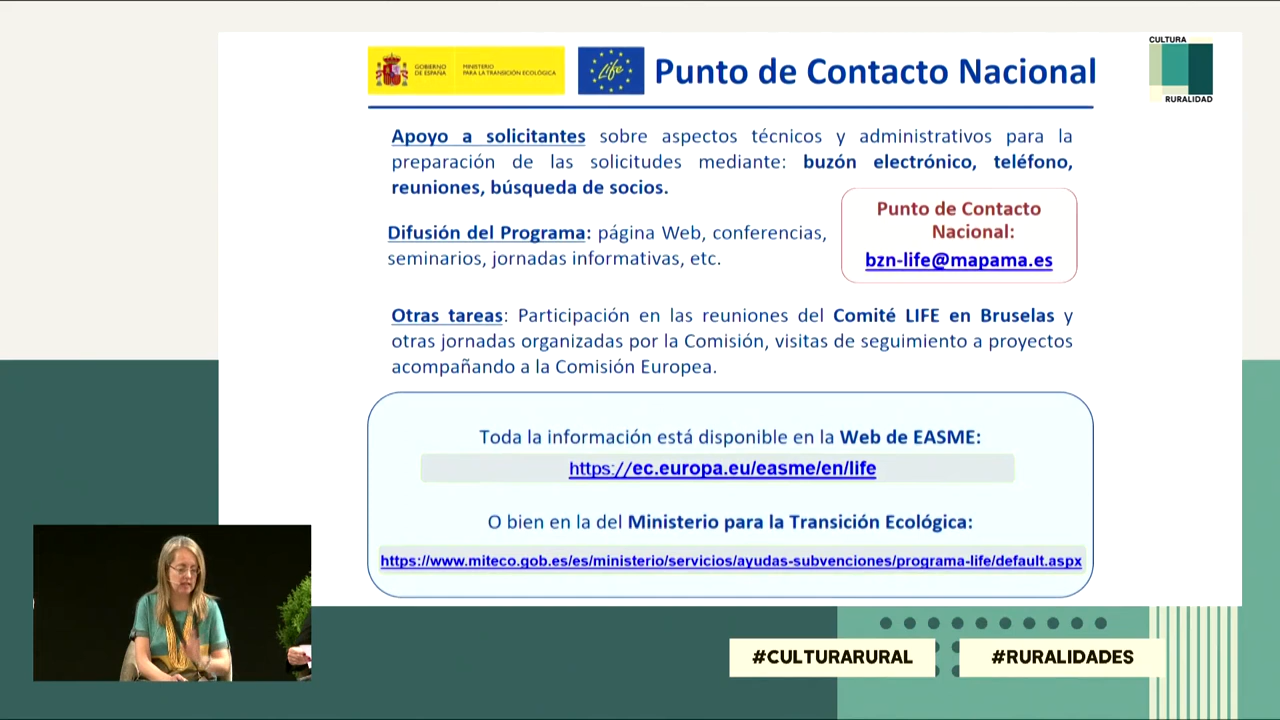 CULTURA
RURALIDAD
GOBIERNO
DE ESPAÑA
MINISTERIO
PARA LA TRANSICIÓN ECOLÓGICA
Life
Punto de Contacto Nacional
Apoyo a solicitantes sobre aspectos técnicos y administrativos para la
preparación de las solicitudes mediante: buzón electrónico, teléfono,
reuniones, búsqueda de socios.
Difusión del Programa: página Web, conferencias,
seminarios, jornadas informativas, etc.
Punto de Contacto
Nacional:
bzn-life@mapama.es
Otras tareas: Participación en las reuniones del Comité LIFE en Bruselas y
otras jornadas organizadas por la Comisión, visitas de seguimiento a proyectos
acompañando a la Comisión Europea.
Toda la información está disponible en la Web de EASME:
https://ec.europa.eu/easme/en/life
O bien en la del Ministerio para la Transición Ecológica:
https://www.miteco.gob.es/es/ministerio/servicios/ayudas-subvenciones/programa-life/default.aspx
#CULTURARURAL
#RURALIDADES